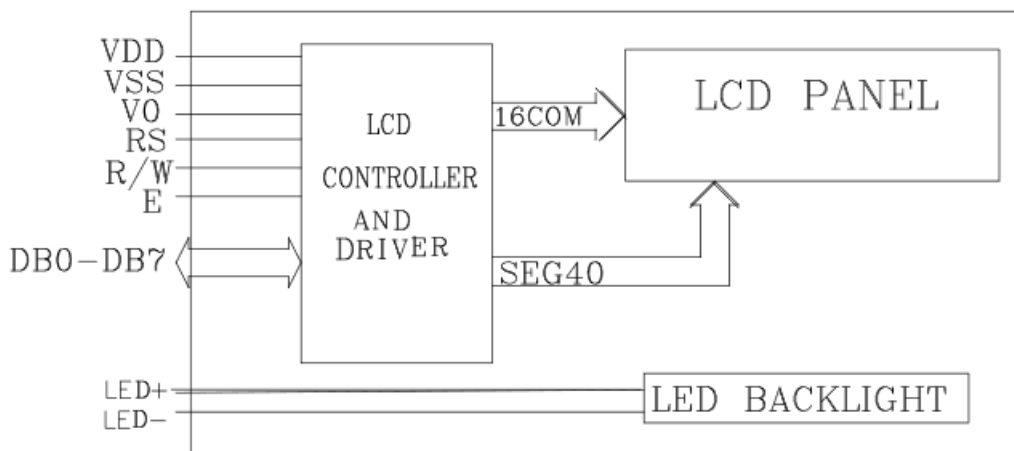 VDD
VSS
VO
RS
R/W
E
DB0-DB7
LED+
LED-
LCD
CONTROLLER
AND
DRIVER
16COM
SEG40
LCD PANEL
LED BACKLIGHT